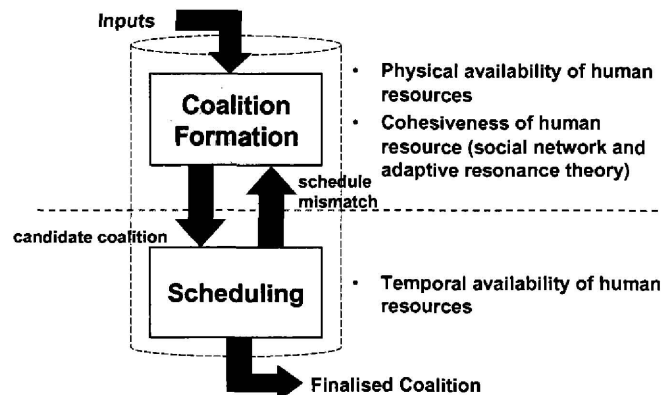 Inputs
Coalition
Formation
• Physical availability of human
resources
• Cohesiveness of human
resource (social network and
adaptive resonance theory)
schedule
mismatch
candidate coalition
Scheduling
• Temporal availability of human
resources
Finalised Coalition